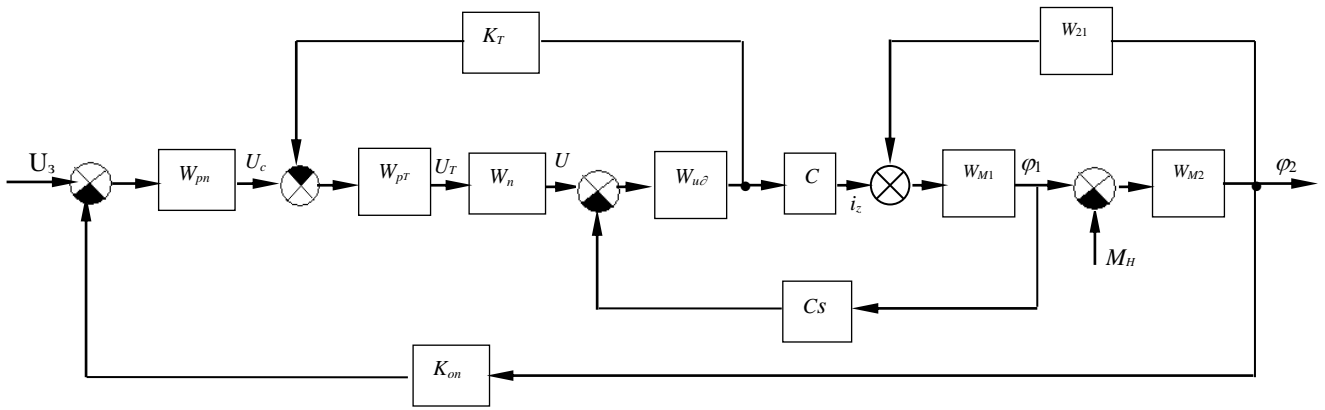 K_T
W_21
U_З
W_pn
U_c
W_pT
U_T
W_n
U
W_uд
C
i_z
W_M1
φ_1
W_M2
φ_2
M_H
Cs
K_on